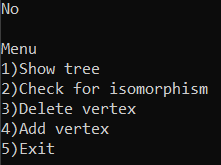 No
Menu
1)Show tree
2)Check for isomorphism
3)Delete vertex
4)Add vertex
5)Exit